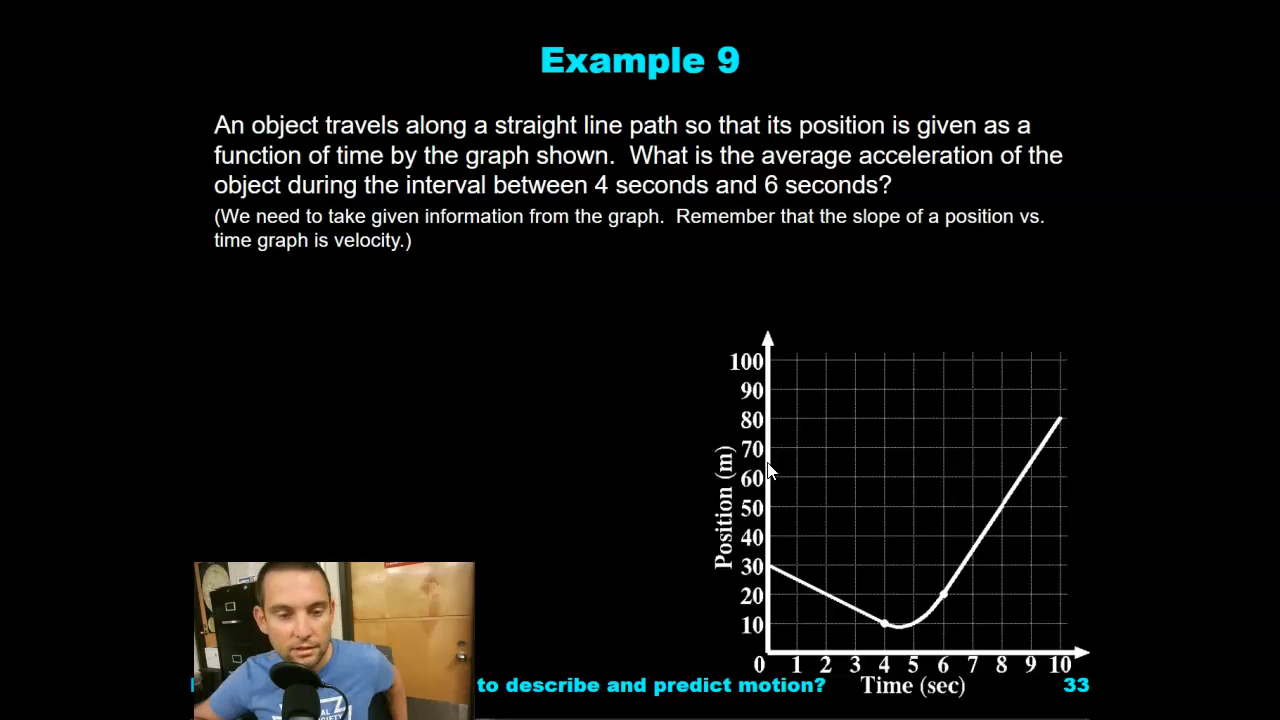 Example 9
An object travels along a straight line path so that its position is given as a
function of time by the graph shown. What is the average acceleration of the
object during the interval between 4 seconds and 6 seconds?
(We need to take given information from the graph. Remember that the slope of a position vs.
time graph is velocity.)
100
90
80
70
60
50
40
30
20
10
Position (m)
0 1 2 3 4 5 6 7 8 9 10
Time (sec)
to describe and predict motion?
33